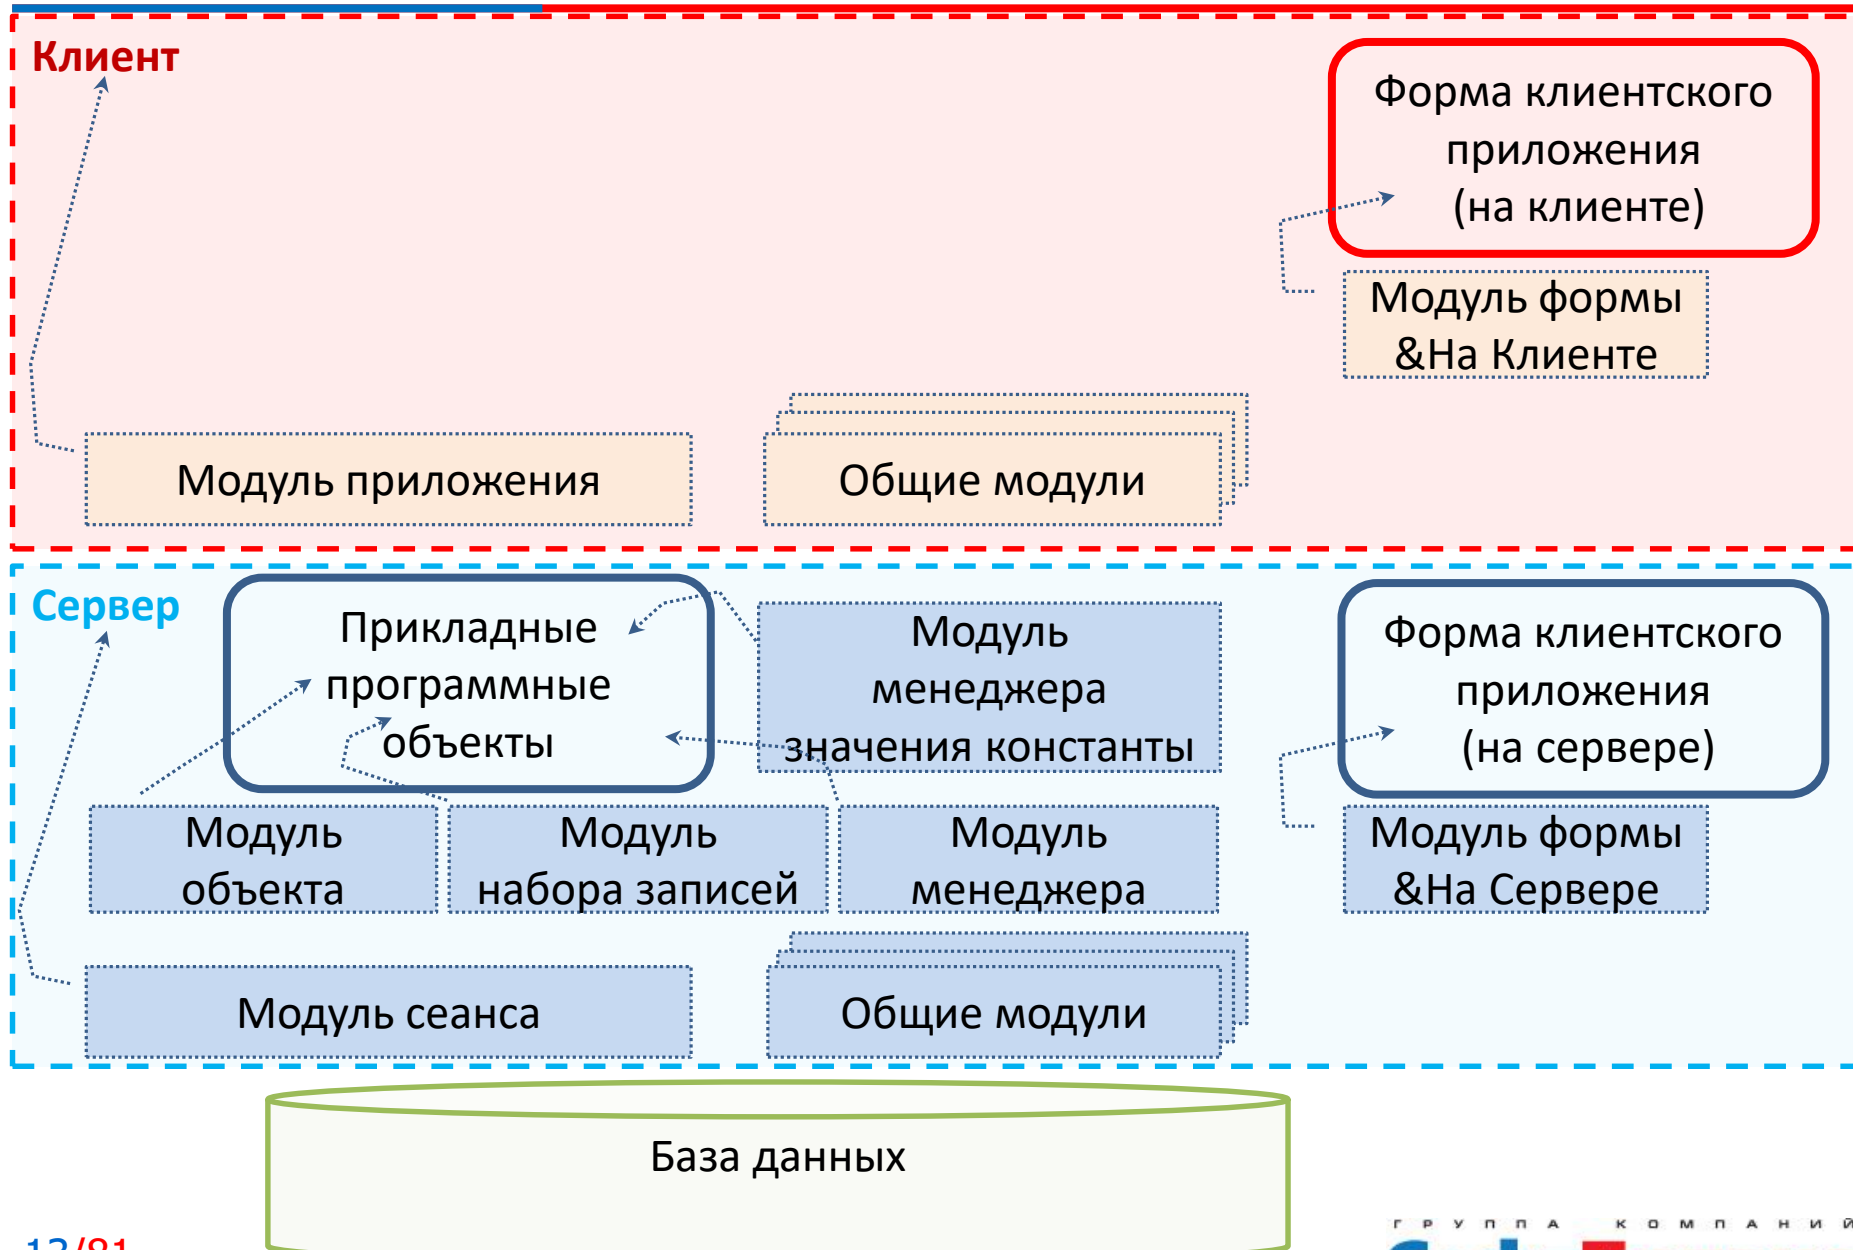 Клиент
Форма клиентского
приложения
(на клиенте)
Модуль формы
&На Клиенте
Модуль приложения
Общие модули
Сервер
Прикладные
программные
объекты
Модуль
менеджера
значения константы
Форма клиентского
приложения
(на сервере)
Модуль
объекта
Модуль
набора записей
Модуль
менеджера
Модуль формы
&На Сервере
Модуль сеанса
Общие модули
База данных
ГРУППА КОМПАНИЙ